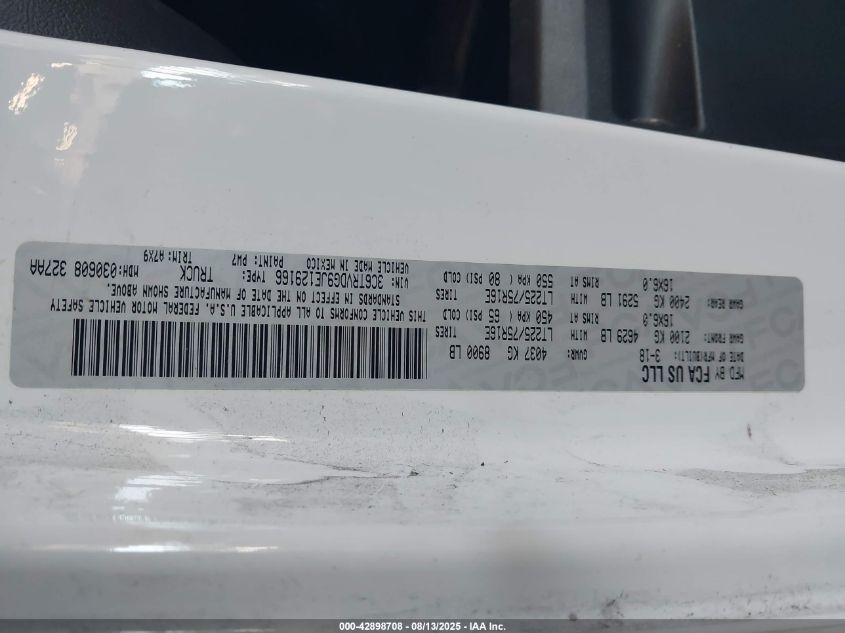 MFD BY FCA US LLC
DATE OF MFR(BUILT): 3-18 GVWR: 4037 KG 8900 LB
GAWR FRONT: 2100 KG 4629 LB WITH LT225/75R16E TIRES
16X6.0 RIMS AT 450 KPA ( 65 PSI) COLD
GAWR REAR: 2400 KG 5291 LB WITH LT225/75R16E TIRES
16X6.0 RIMS AT 550 KPA ( 80 PSI) COLD
THIS VEHICLE CONFORMS TO ALL APPLICABLE U.S.A. FEDERAL MOTOR VEHICLE SAFETY
STANDARDS IN EFFECT ON THE DATE OF MANUFACTURE SHOWN ABOVE.
VIN: 3C6TRVDG9JE129166 TYPE: TRUCK MDH:030608 327AA
VEHICLE MADE IN MEXICO PAINT: PW7 TRIM:A7X9
000-42898708 - 08/13/2025 - IAA Inc.